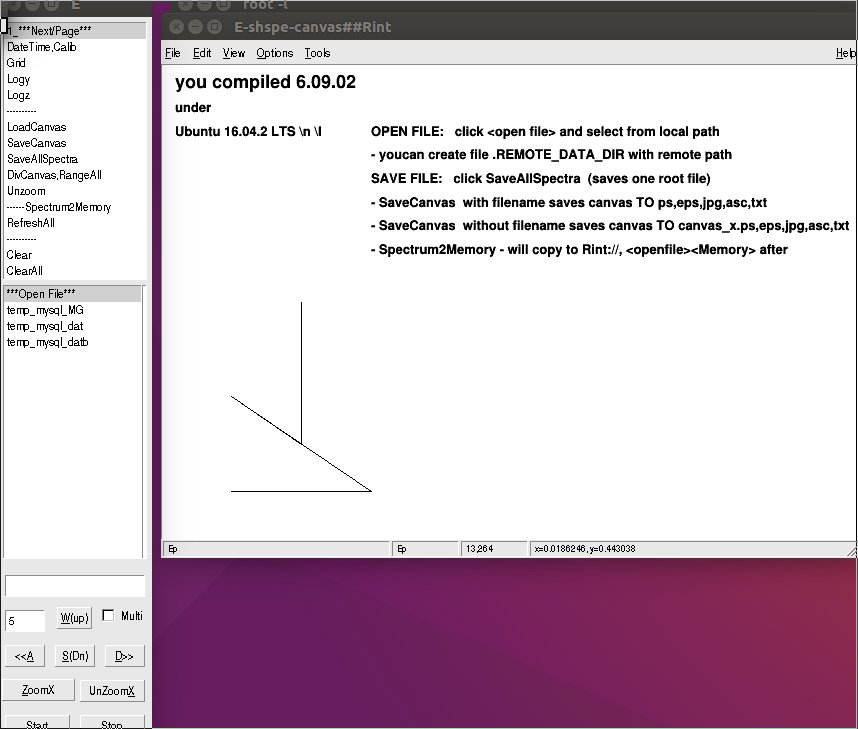 E
root -l
E-shspe-canvas##Rint
1_***Next/Page***
DateTime,Calib
Grid
Logy
Logz
----------
LoadCanvas
SaveCanvas
SaveAllSpectra
DivCanvas,RangeAll
Unzoom
------Spectrum2Memory
RefreshAll
----------
Clear
ClearAll
***Open File***
temp_mysql_MG
temp_mysql_dat
temp_mysql_datb
5
W(up)
Multi
<<A
S(Dn)
D>>
ZoomX
UnZoomX
Start
Stop
File Edit View Options Tools Help
you compiled 6.09.02
under
Ubuntu 16.04.2 LTS \n \l
OPEN FILE: click <open file> and select from local path
- youcan create file .REMOTE_DATA_DIR with remote path
SAVE FILE: click SaveAllSpectra (saves one root file)
- SaveCanvas with filename saves canvas TO ps,eps,jpg,asc,txt
- SaveCanvas without filename saves canvas TO canvas_x.ps,eps,jpg,asc,txt
- Spectrum2Memory - will copy to Rint://, <openfile><Memory> after
Ep
Ep
13,264
x=0.0186246, y=0.443038